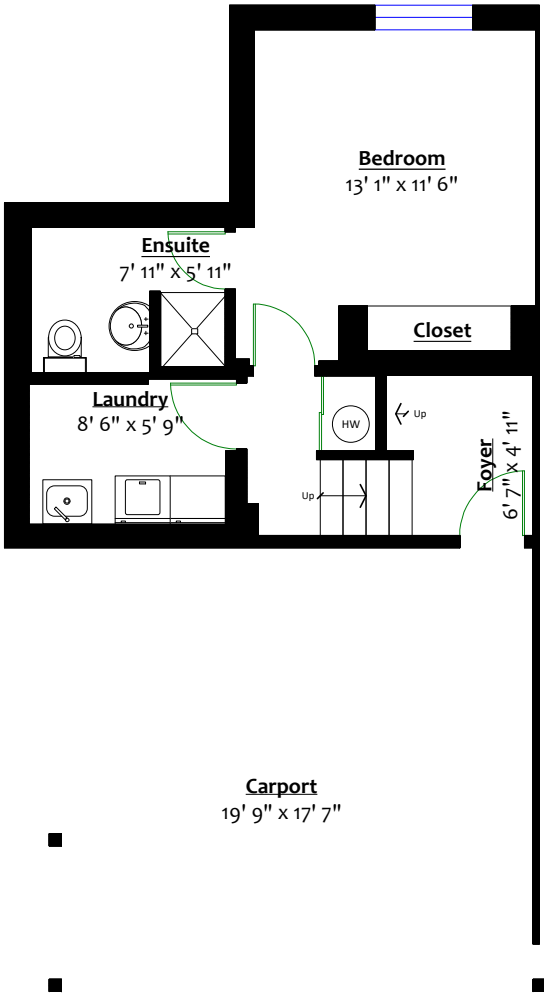 Bedroom
13' 1" x 11' 6"
Ensuite
7' 11" x 5' 11"
Closet
Laundry
8' 6" x 5' 9"
HW
Up
Foyer
6' 7" x 4' 11"
Up
Carport
19' 9" x 17' 7"